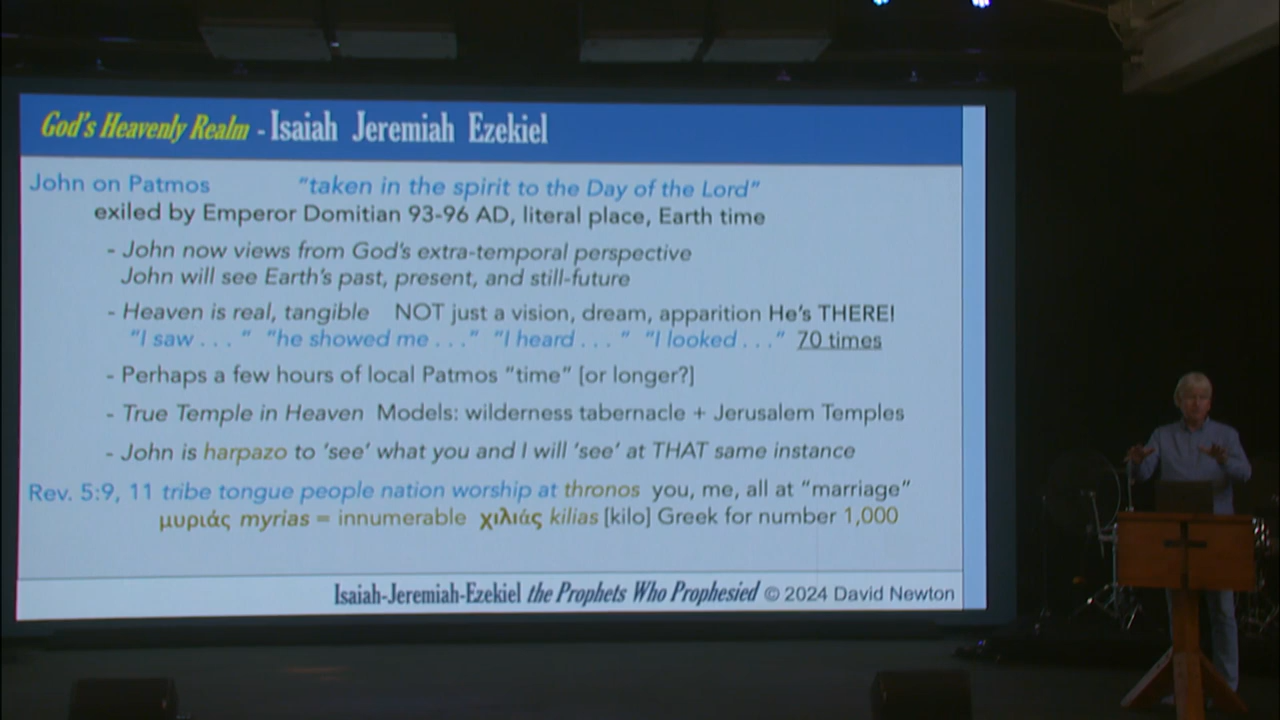 God's Heavenly Realm - Isaiah Jeremiah Ezekiel
John on Patmos "taken in the spirit to the Day of the Lord"
exiled by Emperor Domitian 93-96 AD, literal place, Earth time
- John now views from God's extra-temporal perspective
John will see Earth's past, present, and still-future
- Heaven is real, tangible NOT just a vision, dream, apparition He's THERE!
"I saw . . . " "he showed me . . ." "I heard . . . " "I looked . . ." 70 times
- Perhaps a few hours of local Patmos "time" [or longer?]
- True Temple in Heaven Models: wilderness tabernacle + Jerusalem Temples
- John is harpazo to 'see' what you and I will 'see' at THAT same instance
Rev. 5:9, 11 tribe tongue people nation worship at thronos you, me, all at "marriage"
μυριάς myrias = innumerable χιλιάς kilias [kilo] Greek for number 1,000
Isaiah-Jeremiah-Ezekiel the Prophets Who Prophesied © 2024 David Newton